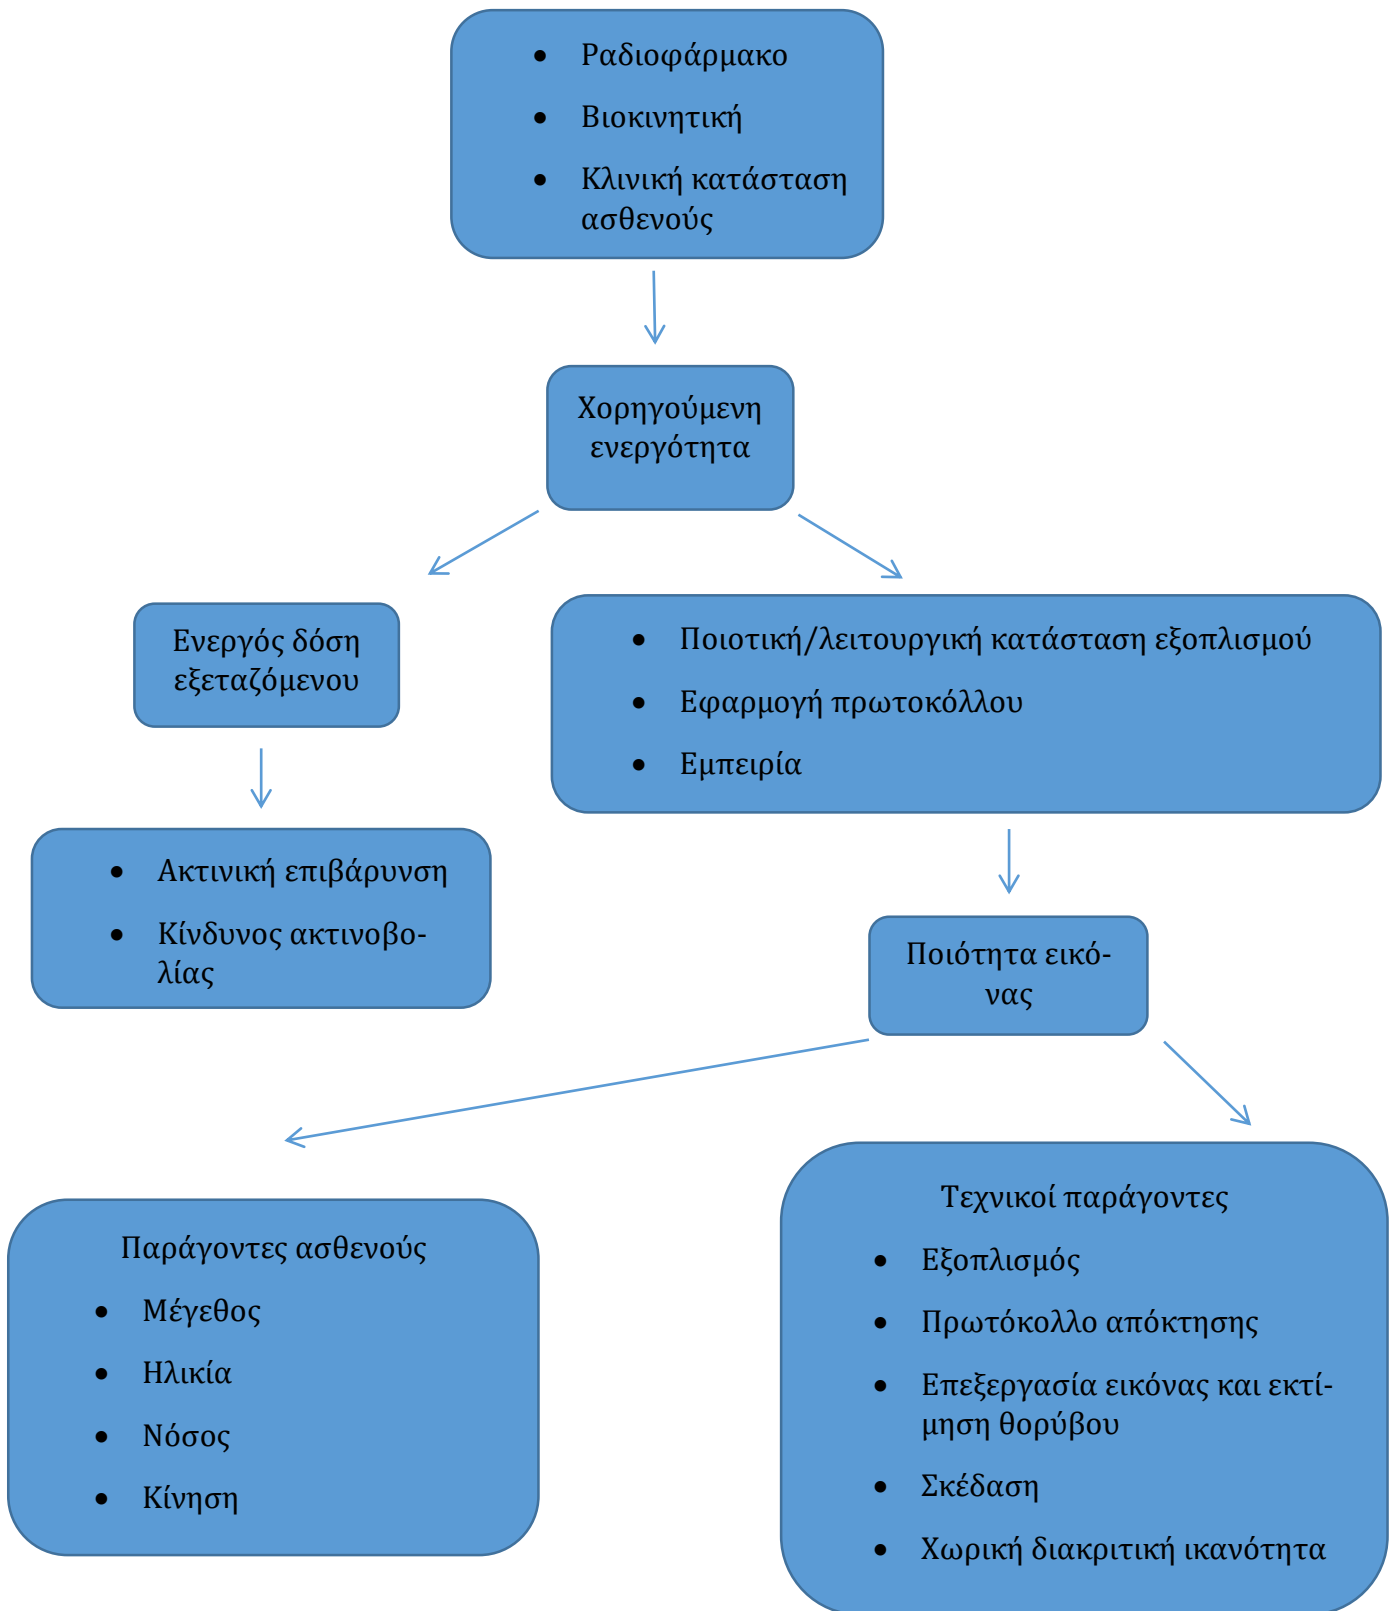 • Ραδιοφάρμακο
• Βιοκινητική
• Κλινική κατάσταση
ασθενούς
Χορηγούμενη
ενεργότητα
Ενεργός δόση
εξεταζόμενου
• Ποιοτική/λειτουργική κατάσταση εξοπλισμού
• Εφαρμογή πρωτοκόλλου
• Εμπειρία
• Ακτινική επιβάρυνση
• Κίνδυνος ακτινοβο-
λίας
Ποιότητα εικό-
νας
Παράγοντες ασθενούς
• Μέγεθος
• Ηλικία
• Νόσος
• Κίνηση
Τεχνικοί παράγοντες
• Εξοπλισμός
• Πρωτόκολλο απόκτησης
• Επεξεργασία εικόνας και εκτί-
μηση θορύβου
• Σκέδαση
• Χωρική διακριτική ικανότητα